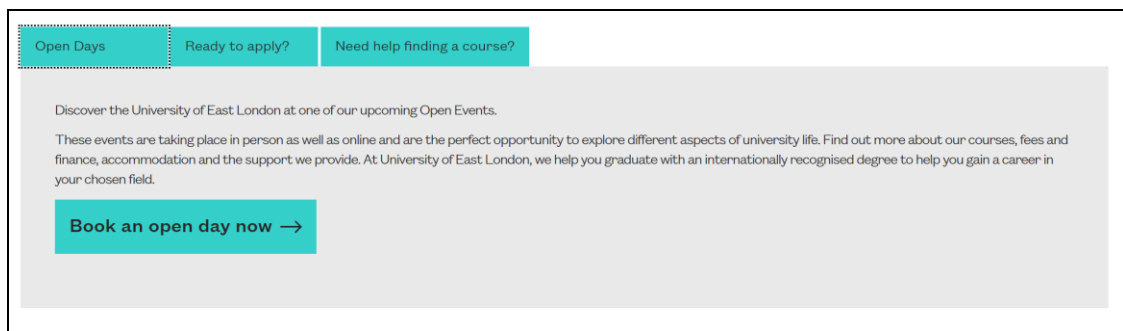 Open Days
Ready to apply?
Need help finding a course?
Discover the University of East London at one of our upcoming Open Events.
These events are taking place in person as well as online and are the perfect opportunity to explore different aspects of university life. Find out more about our courses, fees and
finance, accommodation and the support we provide. At University of East London, we help you graduate with an internationally recognised degree to help you gain a career in
your chosen field.
Book an open day now →